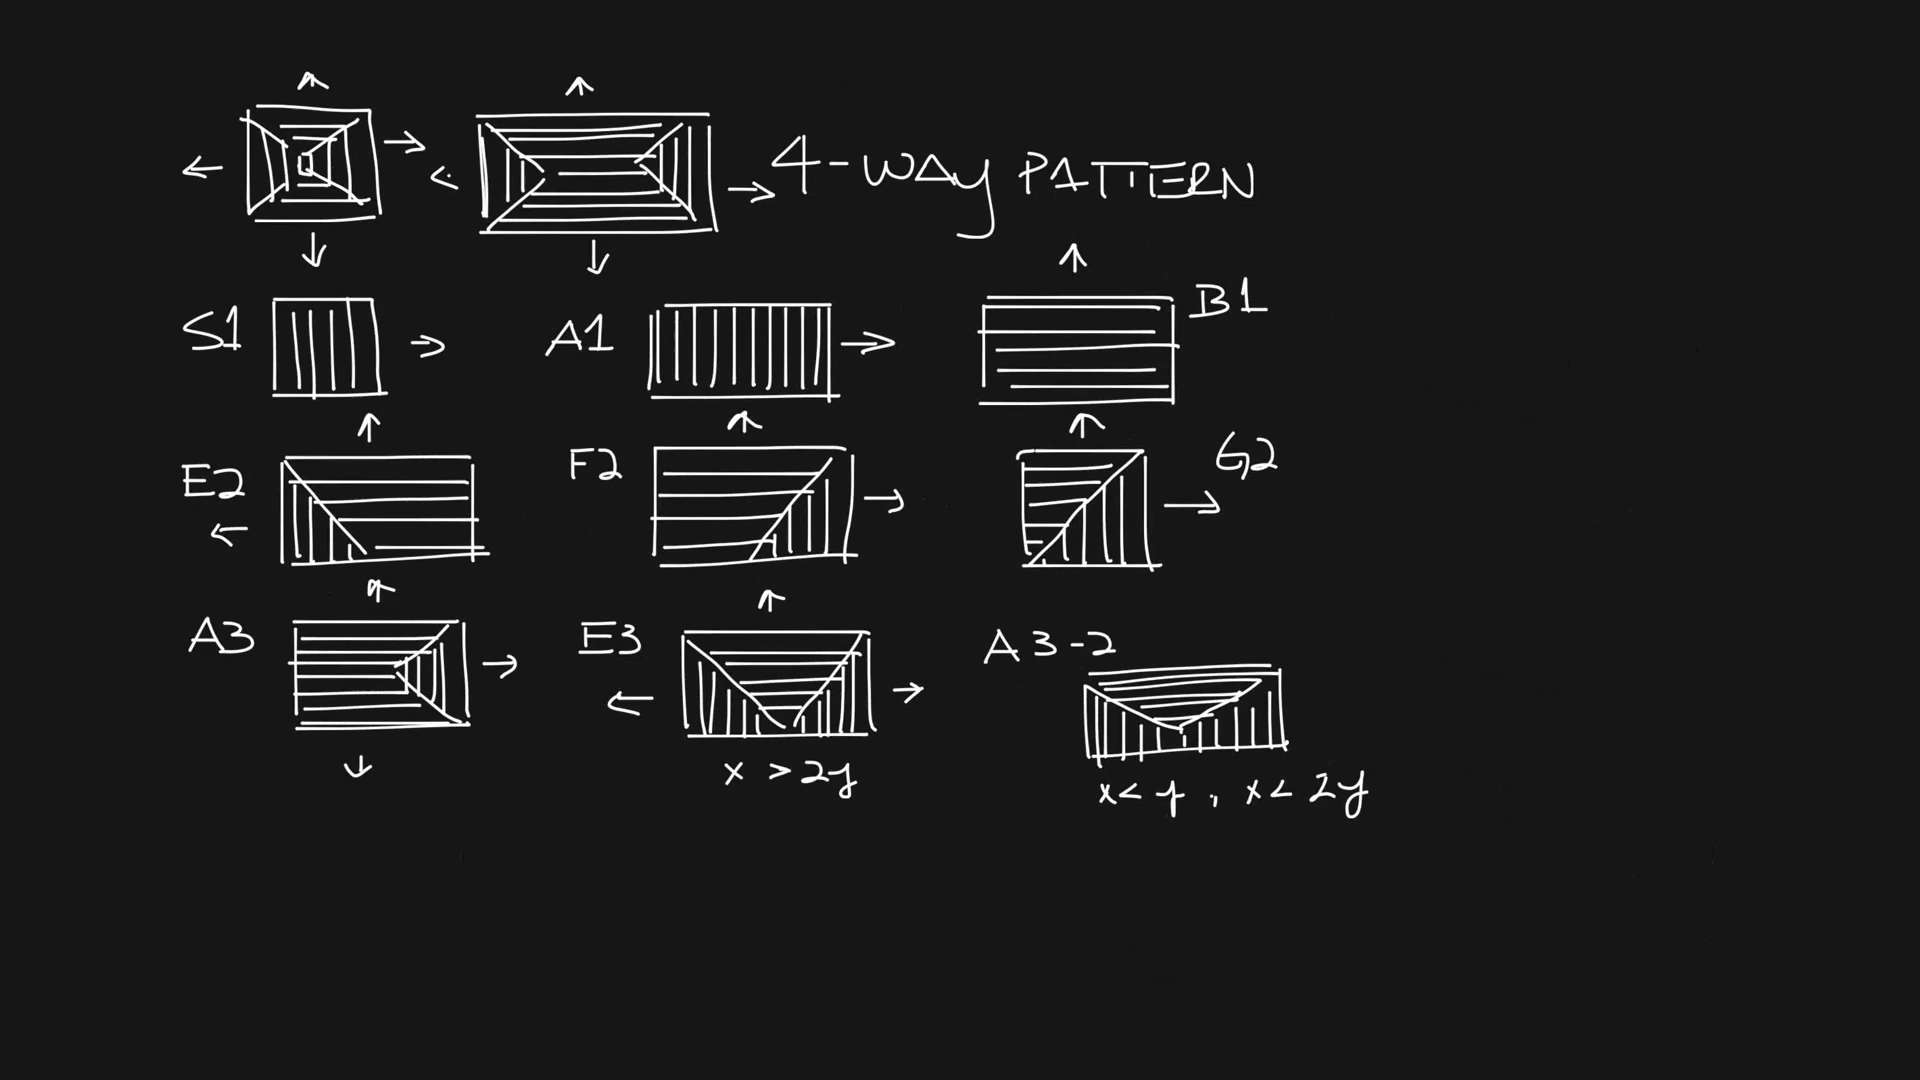 4-WAY PATTERN
S1
A1
B1
E2
F2
G2
A3
E3
A3-2
x > 2y
x < y, x < 2y